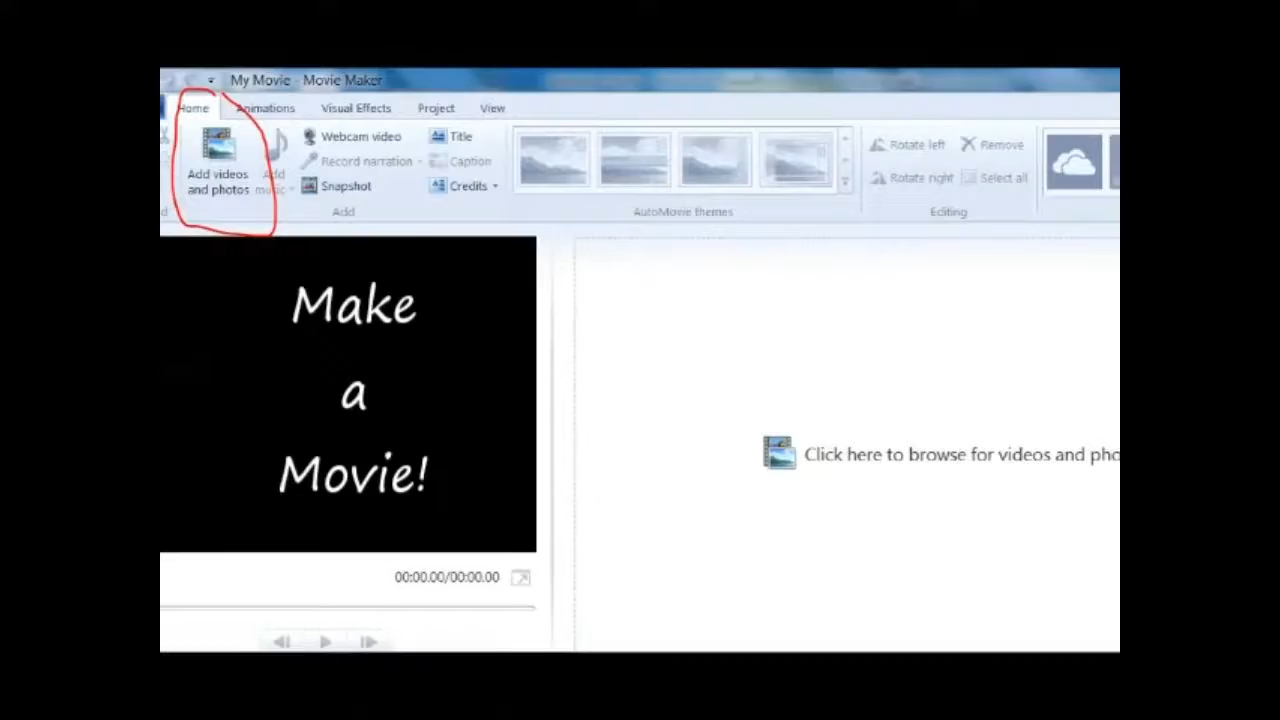 My Movie - Movie Maker
Home Animations Visual Effects Project View
Add videos and photos
Add music
Webcam video
Record narration
Snapshot
Title
Caption
Credits
Add
AutoMovie themes
Rotate left
Remove
Rotate right
Select all
Editing
Make
a
Movie!
Click here to browse for videos and pho
00:00.00/00:00.00